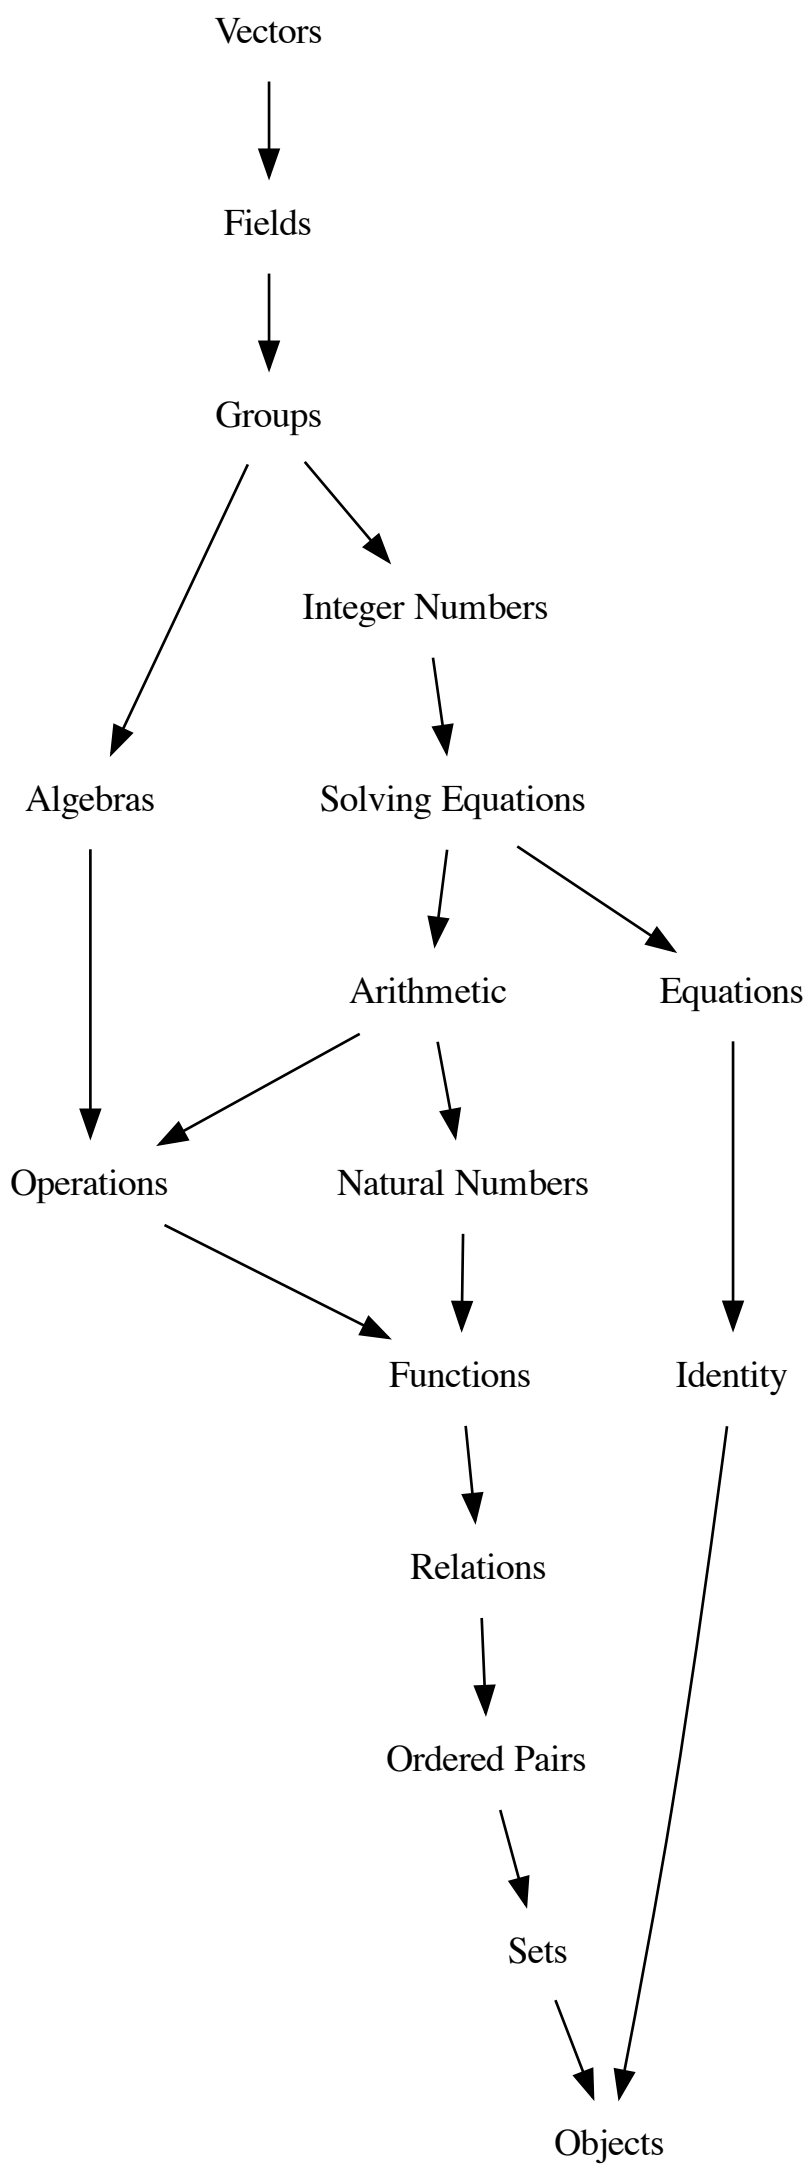 Vectors
Fields
Groups
Integer Numbers
Algebras
Solving Equations
Arithmetic
Equations
Operations
Natural Numbers
Functions
Identity
Relations
Ordered Pairs
Sets
Objects